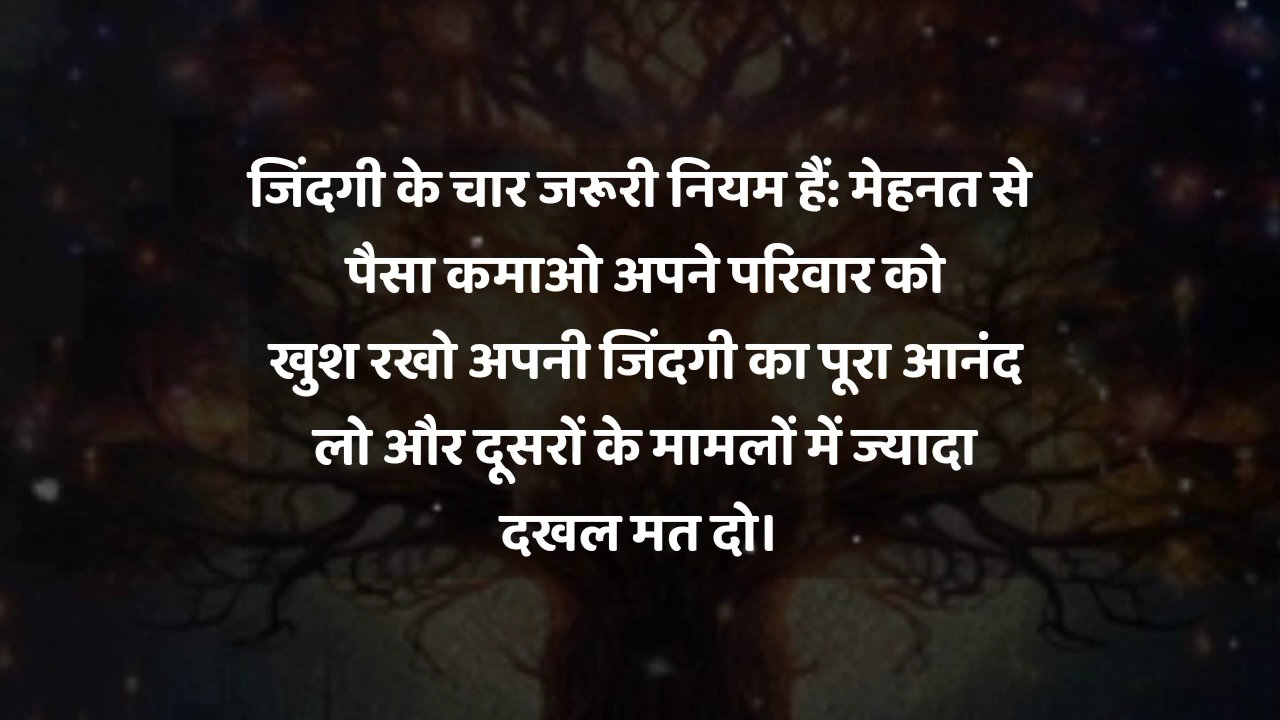 जिंदगी के चार जरूरी नियम हैं: मेहनत से
पैसा कमाओ अपने परिवार को
खुश रखो अपनी जिंदगी का पूरा आनंद
लो और दूसरों के मामलों में ज्यादा
दखल मत दो।